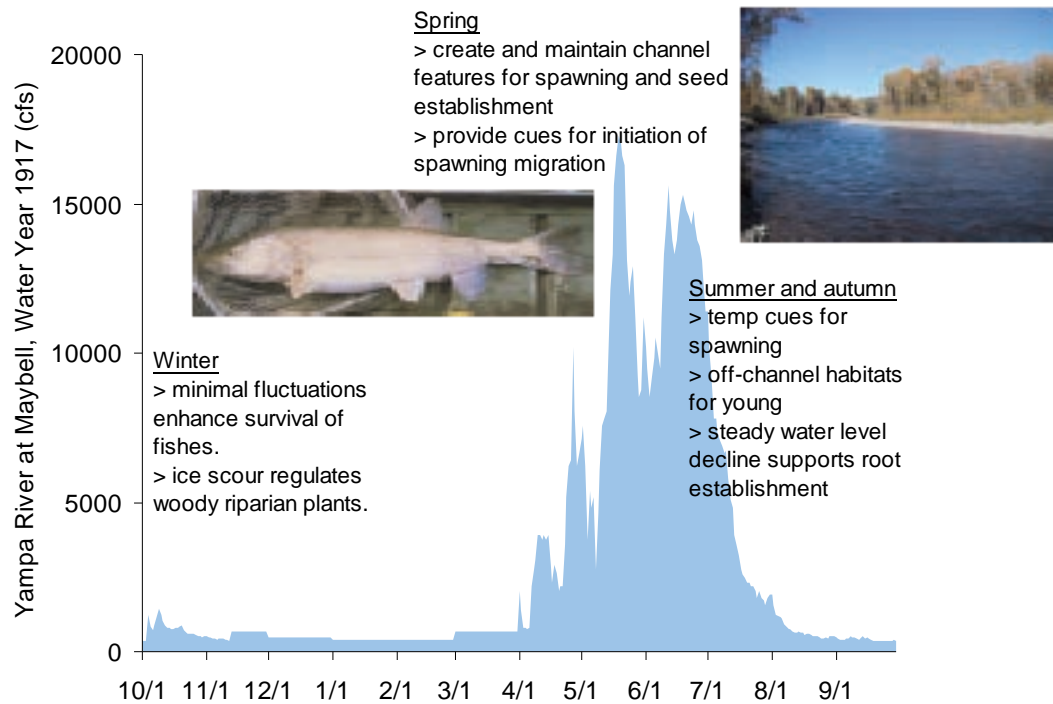 Spring
> create and maintain channel
features for spawning and seed
establishment
> provide cues for initiation of
spawning migration
Yampa River at Maybell, Water Year 1917 (cfs)
20000
15000
10000
5000
0
Winter
> minimal fluctuations
enhance survival of
fishes.
> ice scour regulates
woody riparian plants.
Summer and autumn
> temp cues for
spawning
> off-channel habitats
for young
> steady water level
decline supports root
establishment
10/1 11/1 12/1 1/1 2/1 3/1 4/1 5/1 6/1 7/1 8/1 9/1